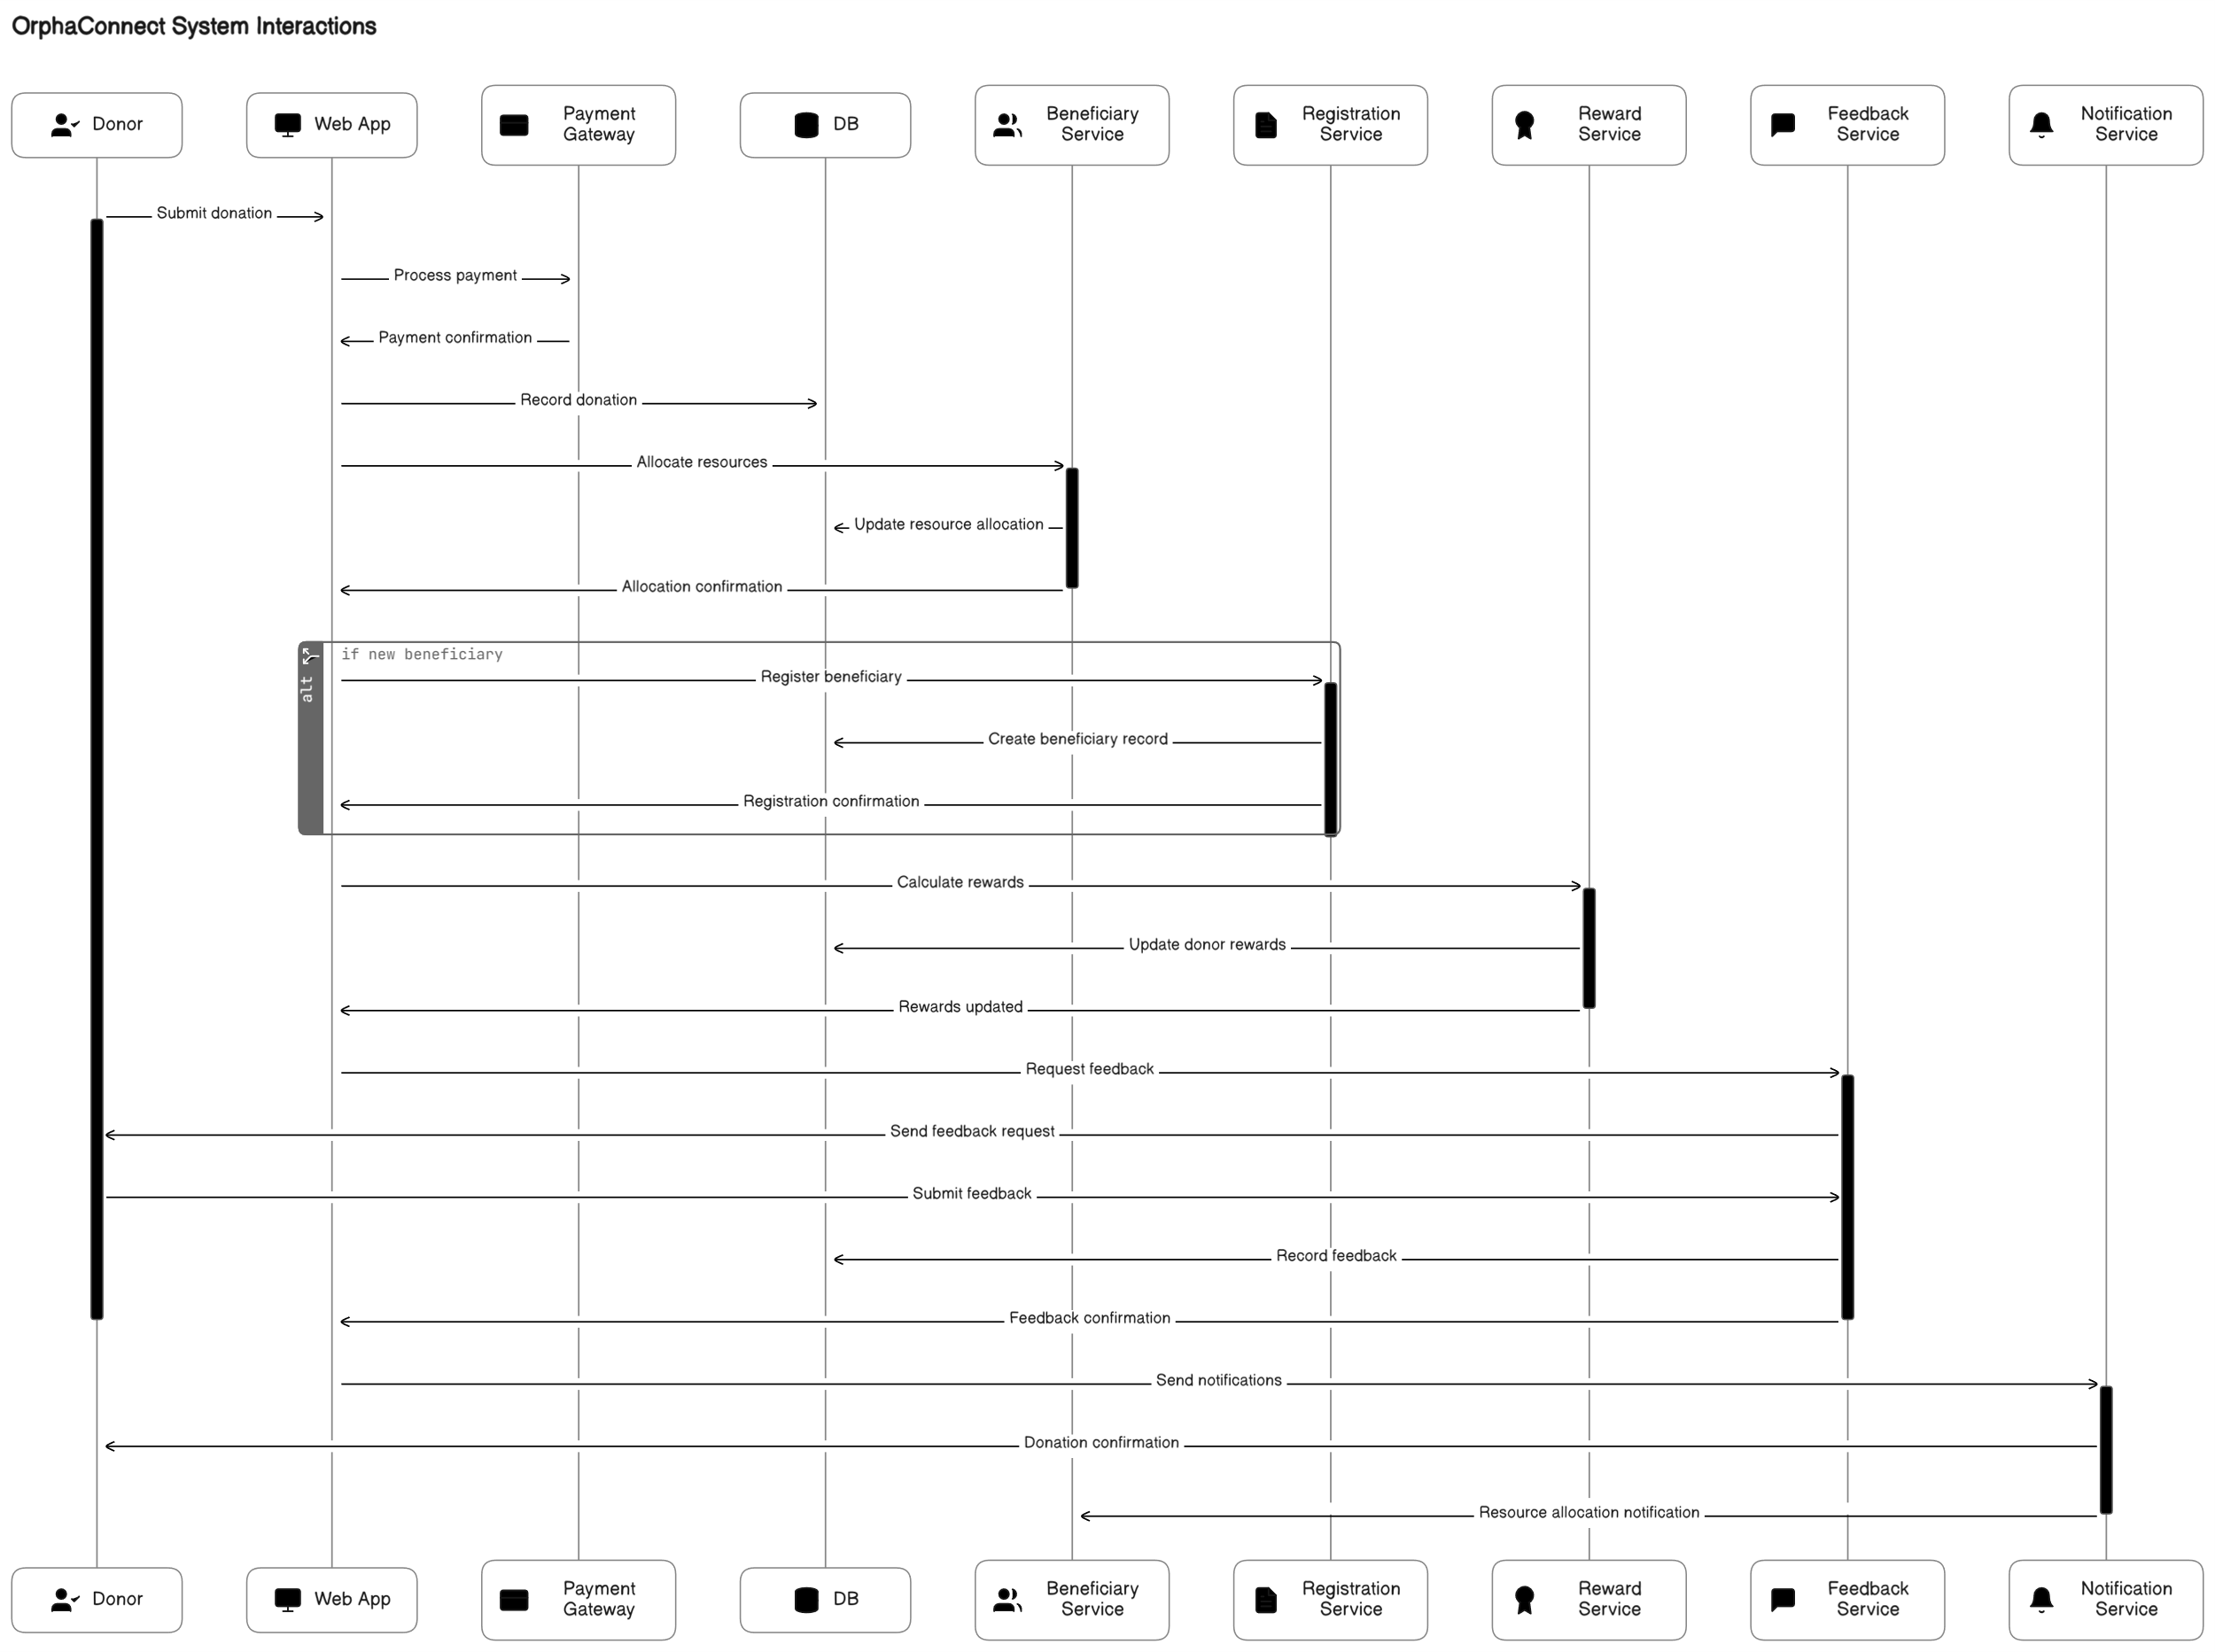 OrphaConnect System Interactions
Donor
Web App
Payment
Gateway
DB
Beneficiary
Service
Registration
Service
Reward
Service
Feedback
Service
Notification
Service
Submit donation
Process payment
Payment confirmation
Record donation
Allocate resources
Update resource allocation
Allocation confirmation
alt
if new beneficiary
Register beneficiary
Create beneficiary record
Registration confirmation
Calculate rewards
Update donor rewards
Rewards updated
Request feedback
Send feedback request
Submit feedback
Record feedback
Feedback confirmation
Send notifications
Donation confirmation
Resource allocation notification
Donor
Web App
Payment
Gateway
DB
Beneficiary
Service
Registration
Service
Reward
Service
Feedback
Service
Notification
Service